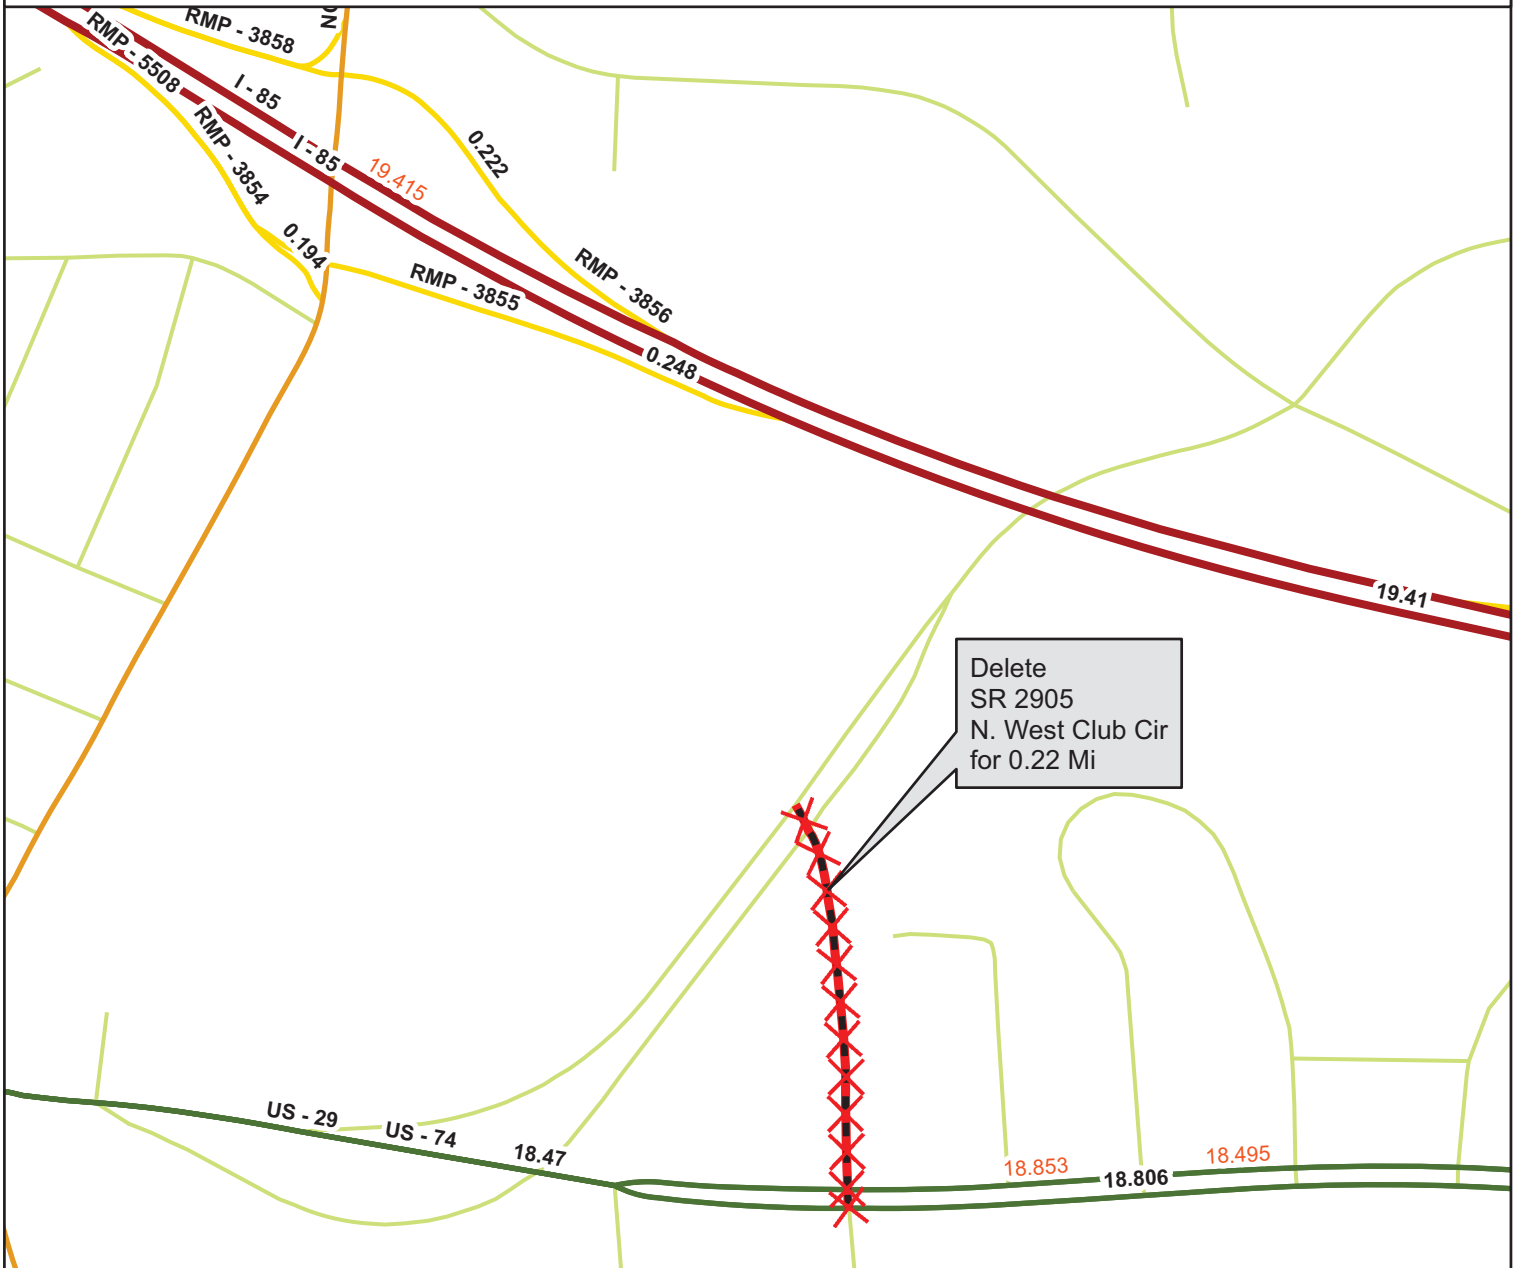 NO
RMP - 3858
RMP - 5508
I - 85
RMP - 3854
I - 85
19.415
0.222
0.194
RMP - 3855
RMP - 3856
0.248
19.41
Delete
SR 2905
N. West Club Cir
for 0.22 Mi
US - 29
US - 74
18.47
18.853
18.806
18.495